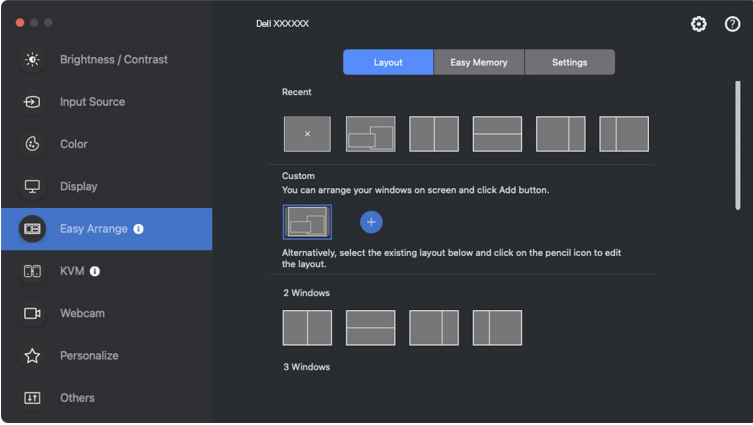 Dell XXXXXX
Brightness / Contrast
Input Source
Color
Display
Easy Arrange
KVM
Webcam
Personalize
Others
Layout
Easy Memory
Settings
Recent
Custom
You can arrange your windows on screen and click Add button.
Alternatively, select the existing layout below and click on the pencil icon to edit
the layout.
2 Windows
3 Windows